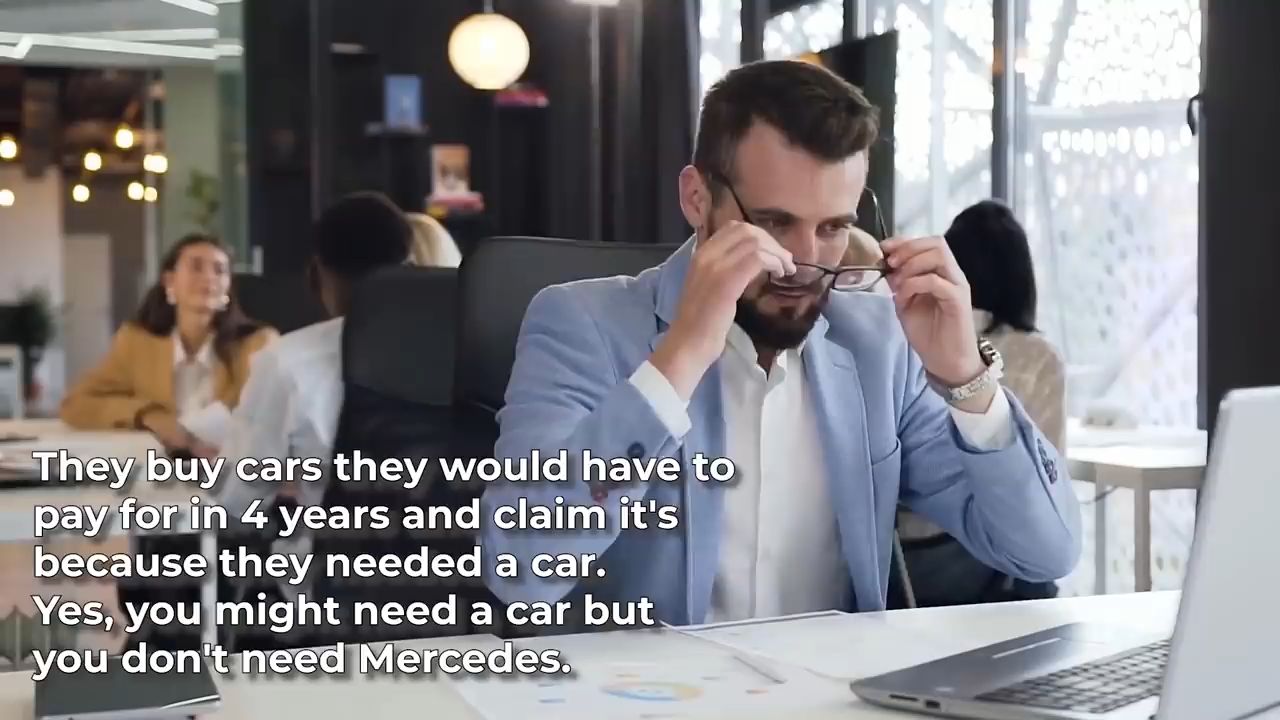 They buy cars they would have to
pay for in 4 years and claim it's
because they needed a car.
Yes, you might need a car but
you don't need Mercedes.